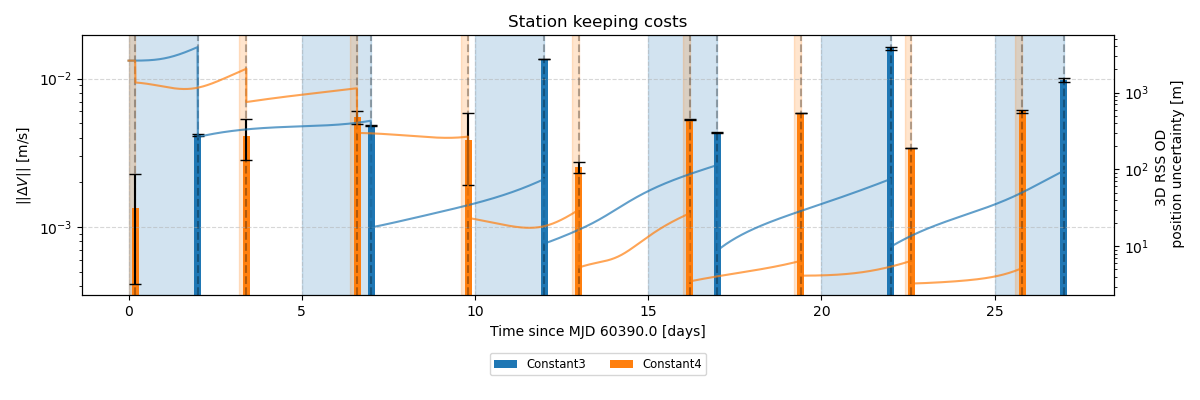 Station keeping costs
||ΔV|| [m/s]
10⁻²
10⁻³
10³
10²
10¹
3D RSS OD
position uncertainty [m]
0 5 10 15 20 25
Time since MJD 60390.0 [days]
Constant3 Constant4